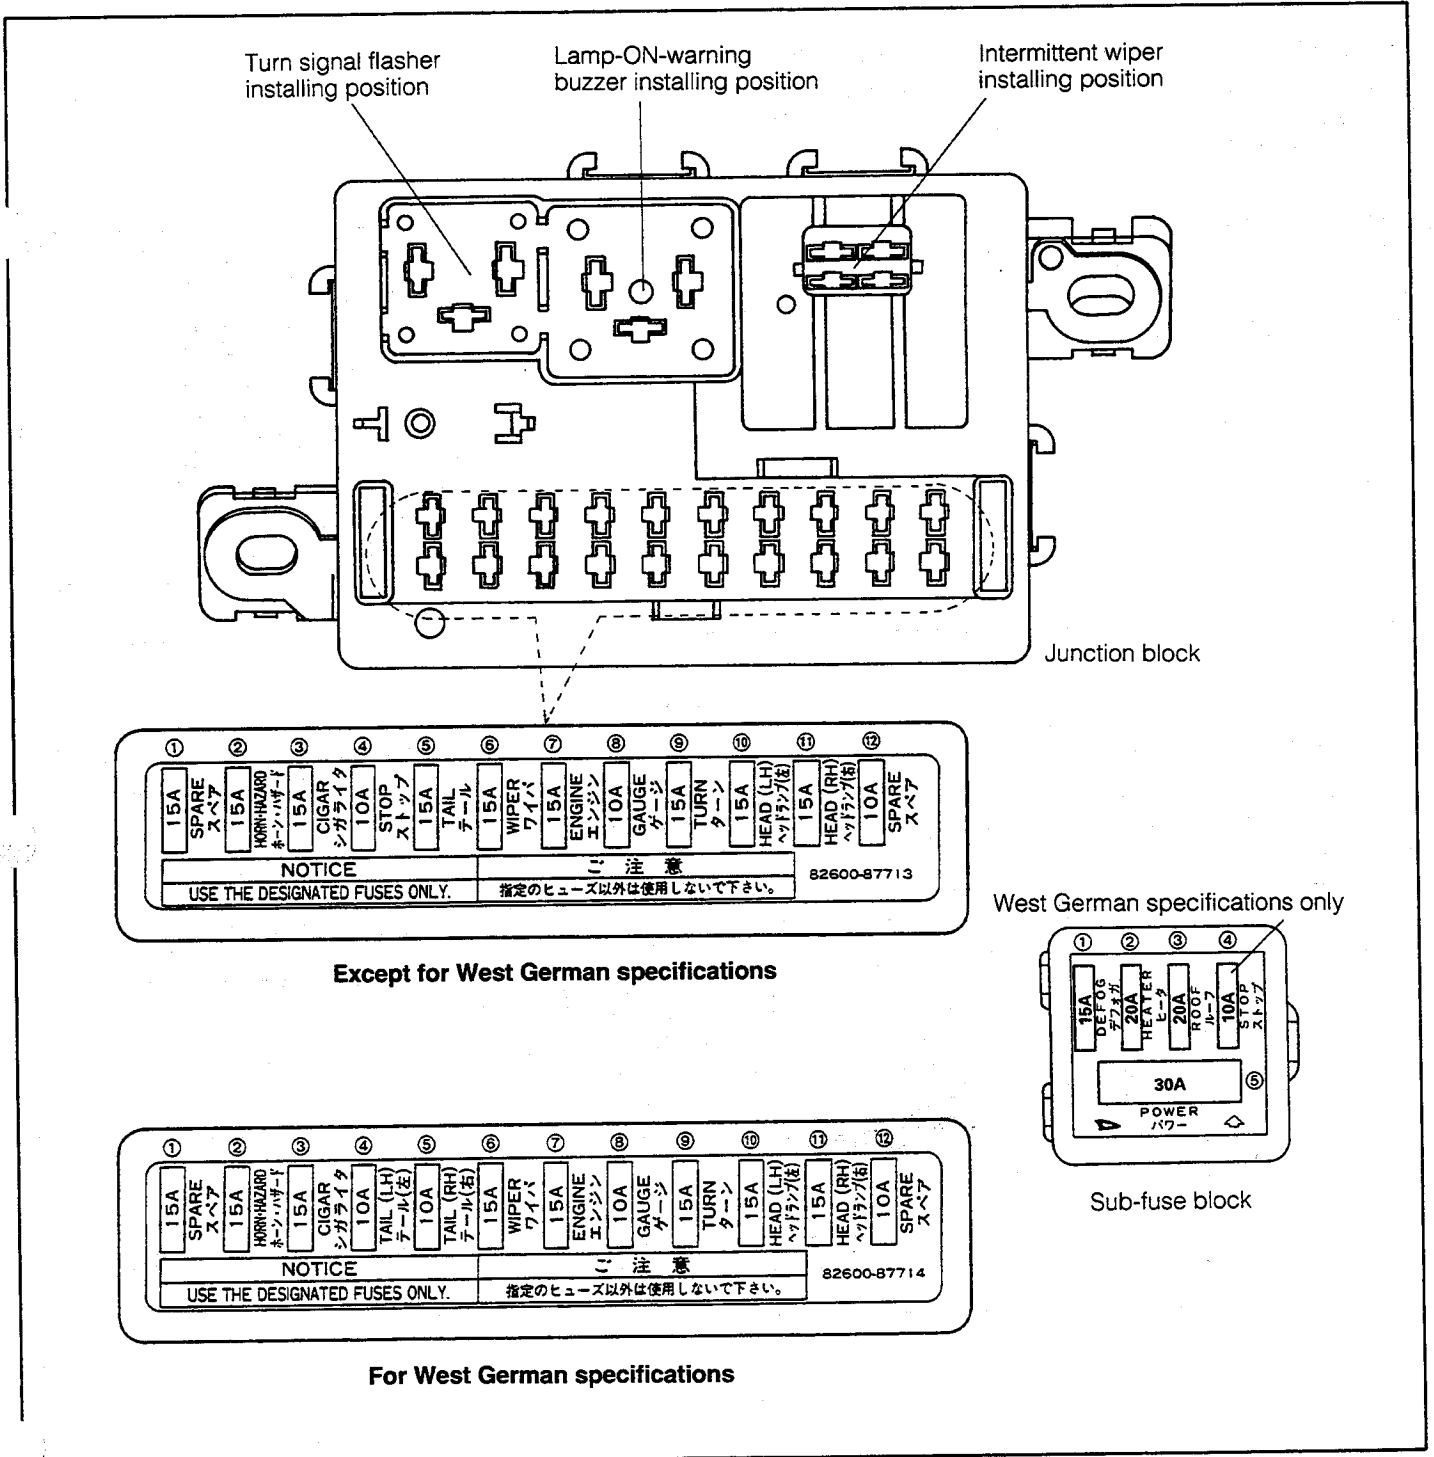 Turn signal flasher
installing position
Lamp-ON-warning
buzzer installing position
Intermittent wiper
installing position
Junction block
① ② ③ ④ ⑤ ⑥ ⑦ ⑧ ⑨ ⑩ ⑪ ⑫
15A
SPARE
スペア
15A
HORN・HAZARD
ホーン・ハザード
15A
CIGAR
シガライタ
10A
STOP
ストップ
15A
TAIL
テール
15A
WIPER
ワイパ
15A
ENGINE
エンジン
10A
GAUGE
ゲージ
15A
TURN
ターン
15A
HEAD (LH)
ヘッドランプ(左)
15A
HEAD (RH)
ヘッドランプ(右)
10A
SPARE
スペア
NOTICE
USE THE DESIGNATED FUSES ONLY.
ご 注 意
指定のヒューズ以外は使用しないで下さい。
82600-87713
Except for West German specifications
West German specifications only
① ② ③ ④
15A
DEFOG
デフォガ
20A
HEATER
ヒータ
20A
ROOF
ルーフ
10A
STOP
ストップ
30A
⑤
POWER
パワー
Sub-fuse block
① ② ③ ④ ⑤ ⑥ ⑦ ⑧ ⑨ ⑩ ⑪ ⑫
15A
SPARE
スペア
15A
HORN・HAZARD
ホーン・ハザード
15A
CIGAR
シガライタ
10A
TAIL (LH)
テール(左)
10A
TAIL (RH)
テール(右)
15A
WIPER
ワイパ
15A
ENGINE
エンジン
10A
GAUGE
ゲージ
15A
TURN
ターン
15A
HEAD (LH)
ヘッドランプ(左)
15A
HEAD (RH)
ヘッドランプ(右)
10A
SPARE
スペア
NOTICE
USE THE DESIGNATED FUSES ONLY.
ご 注 意
指定のヒューズ以外は使用しないで下さい。
82600-87714
For West German specifications